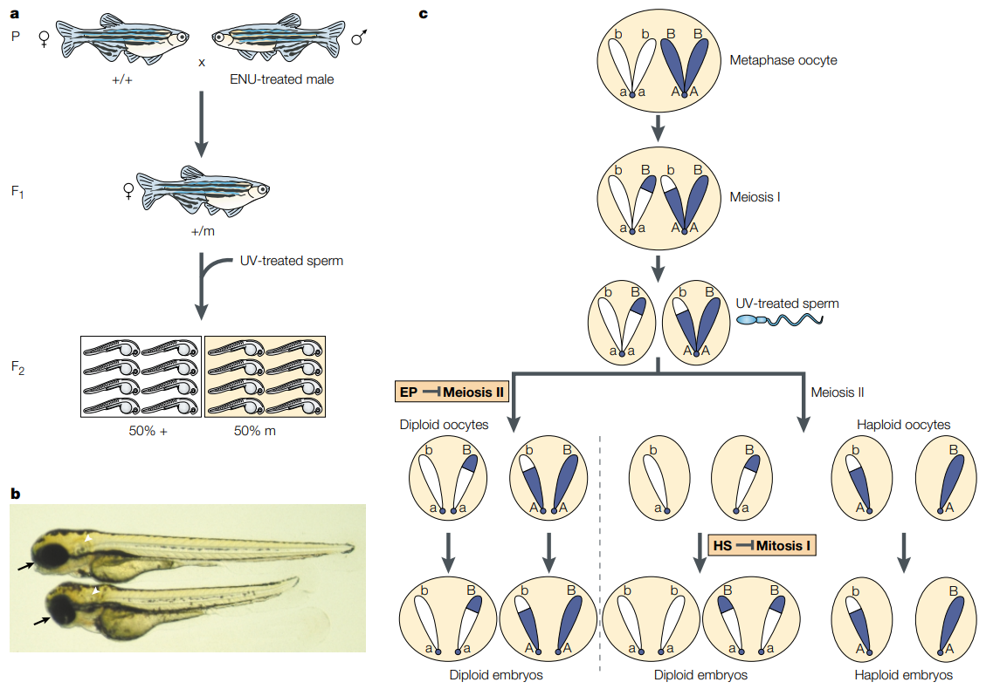 a
P
♀
x
♂
+/+
ENU-treated male
F1
♀
+/m
UV-treated sperm
F2
50% +
50% m
b
c
b b B B
a a A A
Metaphase oocyte
b B b B
a a A A
Meiosis I
b B b B
a a A A
UV-treated sperm
EP Meiosis II
Meiosis II
Diploid oocytes
Haploid oocytes
b B b B b B b B
a a A A a a A A
HS Mitosis I
b B b B b b B B b B
a a A A a a a a A A
Diploid embryos
Diploid embryos
Haploid embryos